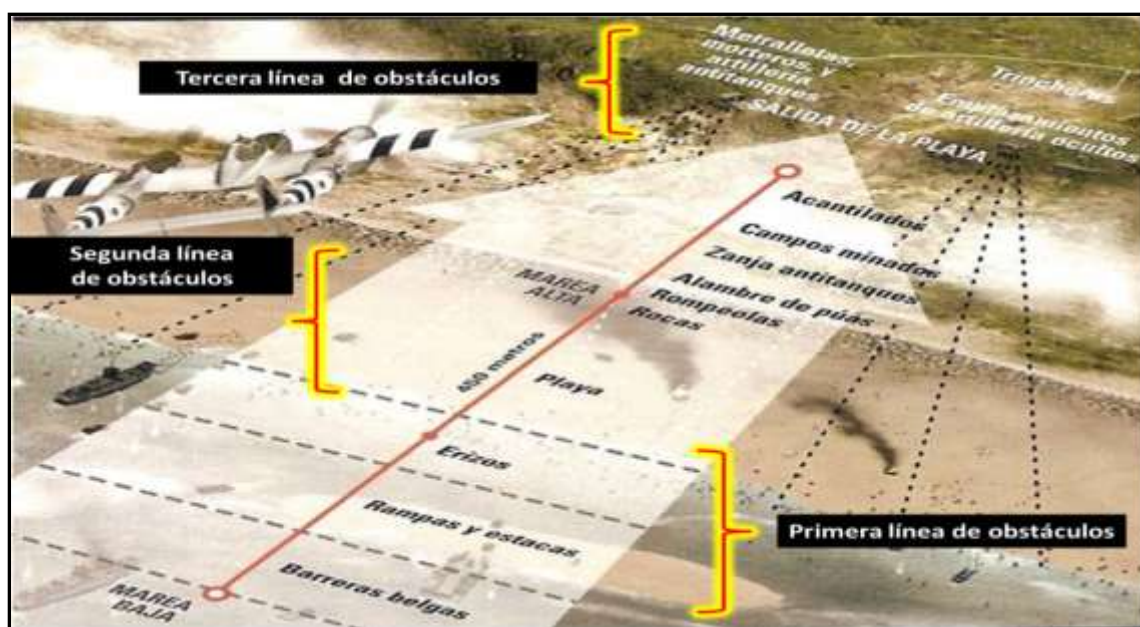 Tercera línea de obstáculos
Metralletas,
morteros, y
artillería
antitanques
SALIDA DE LA PLAYA
Trincheras
Emplazamientos
de artillería ocultos
Segunda línea
de obstáculos
Acantilados
Campos minados
Zanja antitanques
Alambre de púas
MAREA
ALTA
Rompeolas
Rocas
450 metros
Playa
Erizos
Rampas y estacas
Primera línea de obstáculos
Barreras belgas
MAREA
BAJA